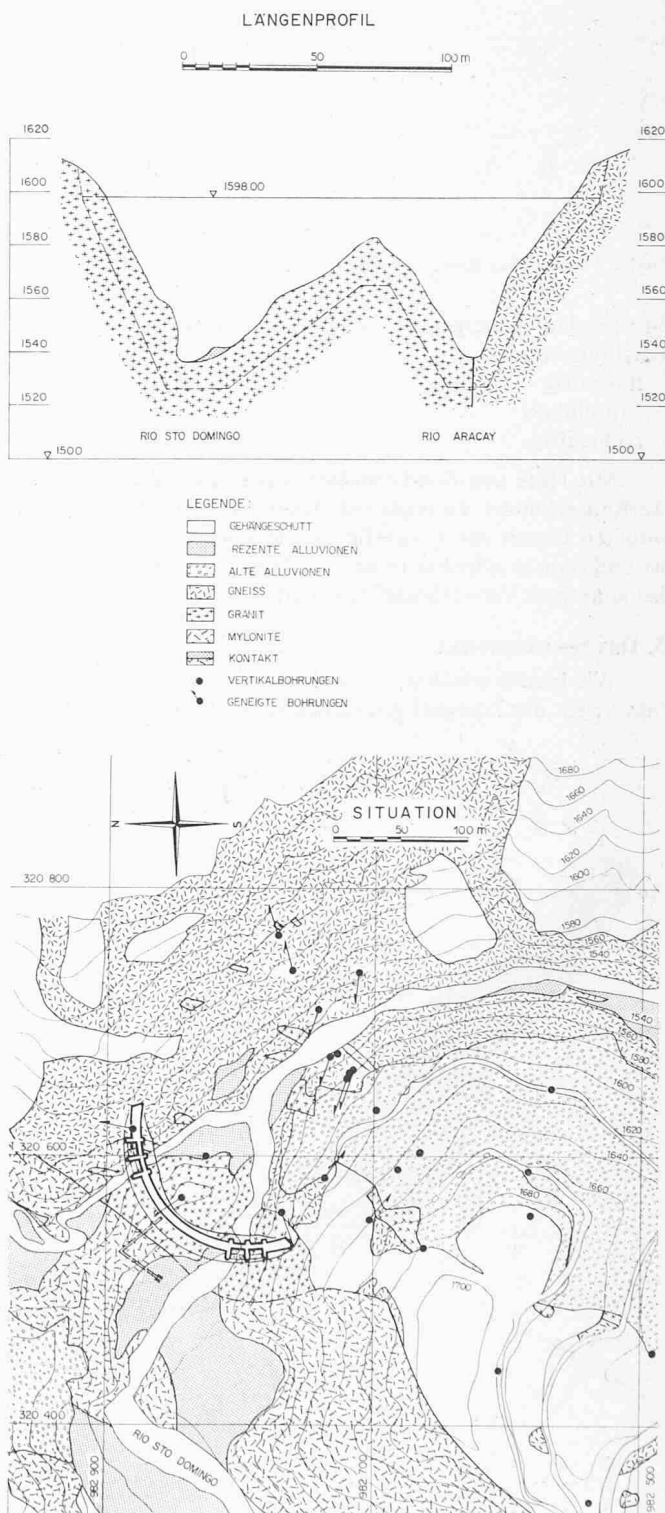 LÄNGENPROFIL
0 50 100 m
1620 1620
1600 1598.00 1600
1580 1580
1560 1560
1540 1540
1520 1520
RIO STO DOMINGO RIO ARACAY
1500 1500
LEGENDE:
GEHÄNGESCHUTT
REZENTE ALLUVIONEN
ALTE ALLUVIONEN
GNEISS
GRANIT
MYLONITE
KONTAKT
VERTIKALBOHRUNGEN
GENEIGTE BOHRUNGEN
1680
1660
N S SITUATION 1640
0 50 100 m
1620
320 800 1600
1580
1560
1540
1540
1560
1580
1600
1620
320 600 1640
1660
1680
1700
320 400
RIO STO DOMINGO
982 900
982 500